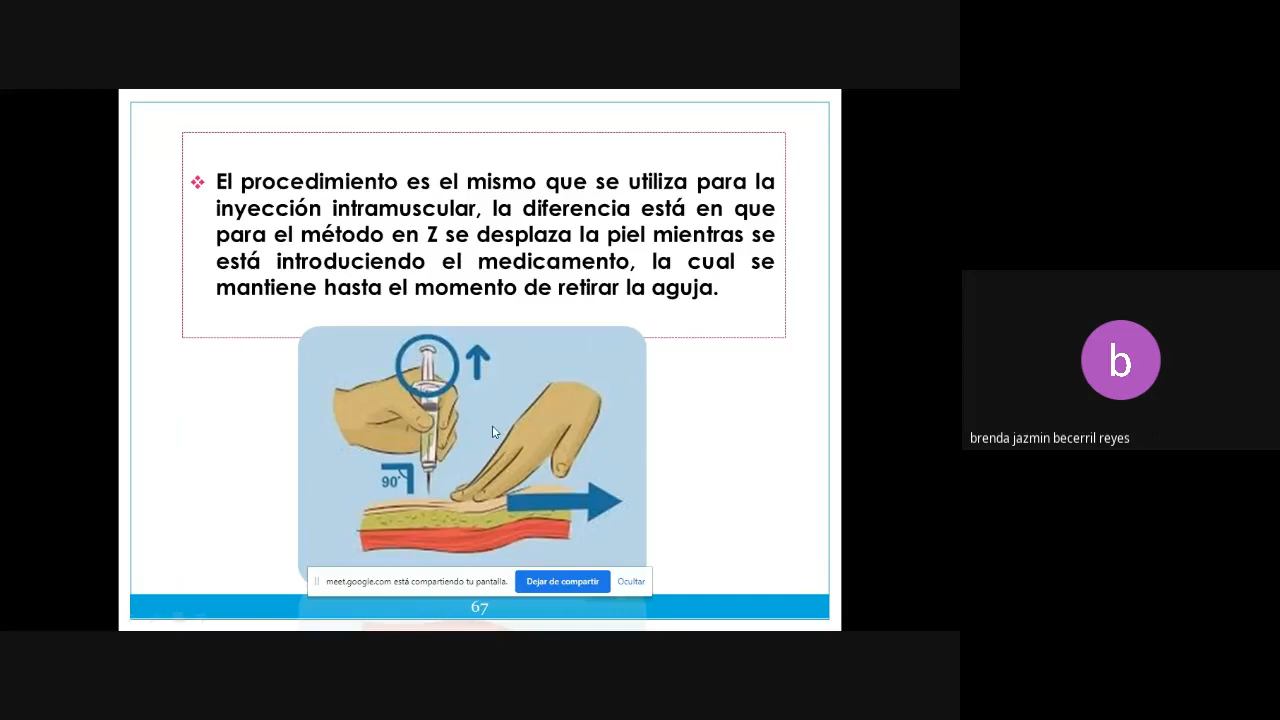 El procedimiento es el mismo que se utiliza para la
inyección intramuscular, la diferencia está en que
para el método en Z se desplaza la piel mientras se
está introduciendo el medicamento, la cual se
mantiene hasta el momento de retirar la aguja.
90°
meet.google.com está compartiendo tu pantalla.
Dejar de compartir
Ocultar
67
b
brenda jazmin becerril reyes